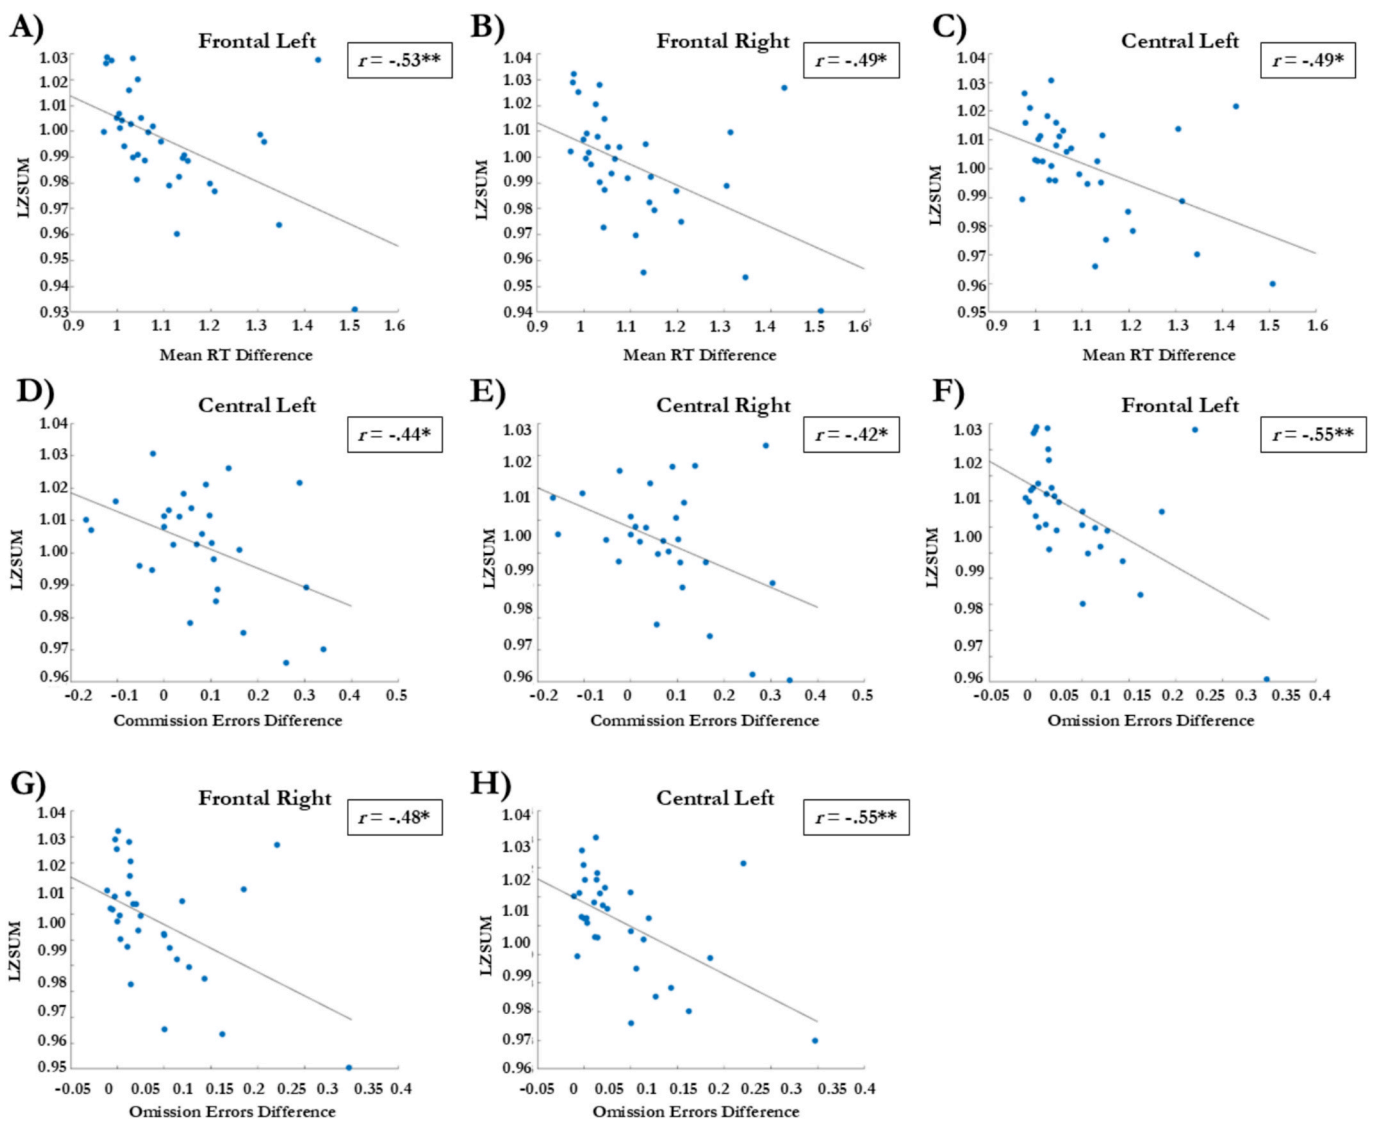 A)
Frontal Left
r = -.53**
1.03
1.02
1.01
1.00
0.99
0.98
0.97
0.96
0.95
0.94
0.93
LZSUM
0.9 1 1.1 1.2 1.3 1.4 1.5 1.6
Mean RT Difference
B)
Frontal Right
r = -.49*
1.04
1.03
1.02
1.01
1.00
0.99
0.98
0.97
0.96
0.95
0.94
LZSUM
0.9 1 1.1 1.2 1.3 1.4 1.5 1.6
Mean RT Difference
C)
Central Left
r = -.49*
1.04
1.03
1.02
1.01
1.00
0.99
0.98
0.97
0.96
0.95
LZSUM
0.9 1 1.1 1.2 1.3 1.4 1.5 1.6
Mean RT Difference
D)
Central Left
r = -.44*
1.04
1.03
1.02
1.01
1.00
0.99
0.98
0.97
0.96
LZSUM
-0.2 -0.1 0 0.1 0.2 0.3 0.4 0.5
Commission Errors Difference
E)
Central Right
r = -.42*
1.03
1.02
1.01
1.00
0.99
0.98
0.97
0.96
LZSUM
-0.2 -0.1 0 0.1 0.2 0.3 0.4 0.5
Commission Errors Difference
F)
Frontal Left
r = -.55**
1.03
1.02
1.01
1.00
0.99
0.98
0.96
LZSUM
-0.05 0 0.05 0.1 0.15 0.2 0.3 0.35 0.4
Omission Errors Difference
G)
Frontal Right
r = -.48*
1.04
1.03
1.02
1.01
1.00
0.99
0.98
0.97
0.96
0.95
LZSUM
-0.05 0 0.05 0.1 0.15 0.2 0.3 0.35 0.4
Omission Errors Difference
H)
Central Left
r = -.55**
1.04
1.03
1.02
1.01
1.00
0.99
0.98
0.97
0.96
LZSUM
-0.05 0 0.05 0.1 0.15 0.2 0.3 0.35 0.4
Omission Errors Difference